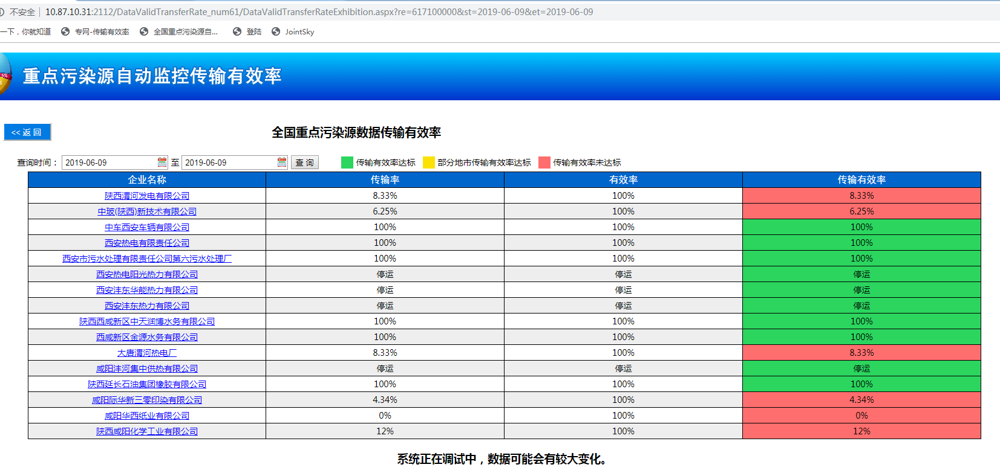 不安全 | 10.87.10.31:2112/DataValidTransferRate_num61/DataValidTransferRateExhibition.aspx?re=617100000&st=2019-06-09&et=2019-06-09
一下，你就知道 专网-传输有效率 全国重点污染源自... 登陆 JointSky
5%
重点污染源自动监控传输有效率
<< 返 回 全国重点污染源数据传输有效率
查询时间： 2019-06-09 至 2019-06-09 查 询 传输有效率达标 部分地市传输有效率达标 传输有效率未达标
企业名称 传输率 有效率 传输有效率
陕西渭河发电有限公司 8.33% 100% 8.33%
中玻(陕西)新技术有限公司 6.25% 100% 6.25%
中车西安车辆有限公司 100% 100% 100%
西安热电有限责任公司 100% 100% 100%
西安市污水处理有限责任公司第六污水处理厂 100% 100% 100%
西安热电阳光热力有限公司 停运 停运 停运
西安沣东华能热力有限公司 停运 停运 停运
西安沣东热力有限公司 停运 停运 停运
陕西西咸新区中天润博水务有限公司 100% 100% 100%
西咸新区金源水务有限公司 100% 100% 100%
大唐渭河热电厂 8.33% 100% 8.33%
咸阳沣河集中供热有限公司 停运 停运 停运
陕西延长石油集团橡胶有限公司 100% 100% 100%
咸阳际华新三零印染有限公司 4.34% 100% 4.34%
咸阳华西纸业有限公司 0% 100% 0%
陕西咸阳化学工业有限公司 12% 100% 12%
系统正在调试中，数据可能会有较大变化。